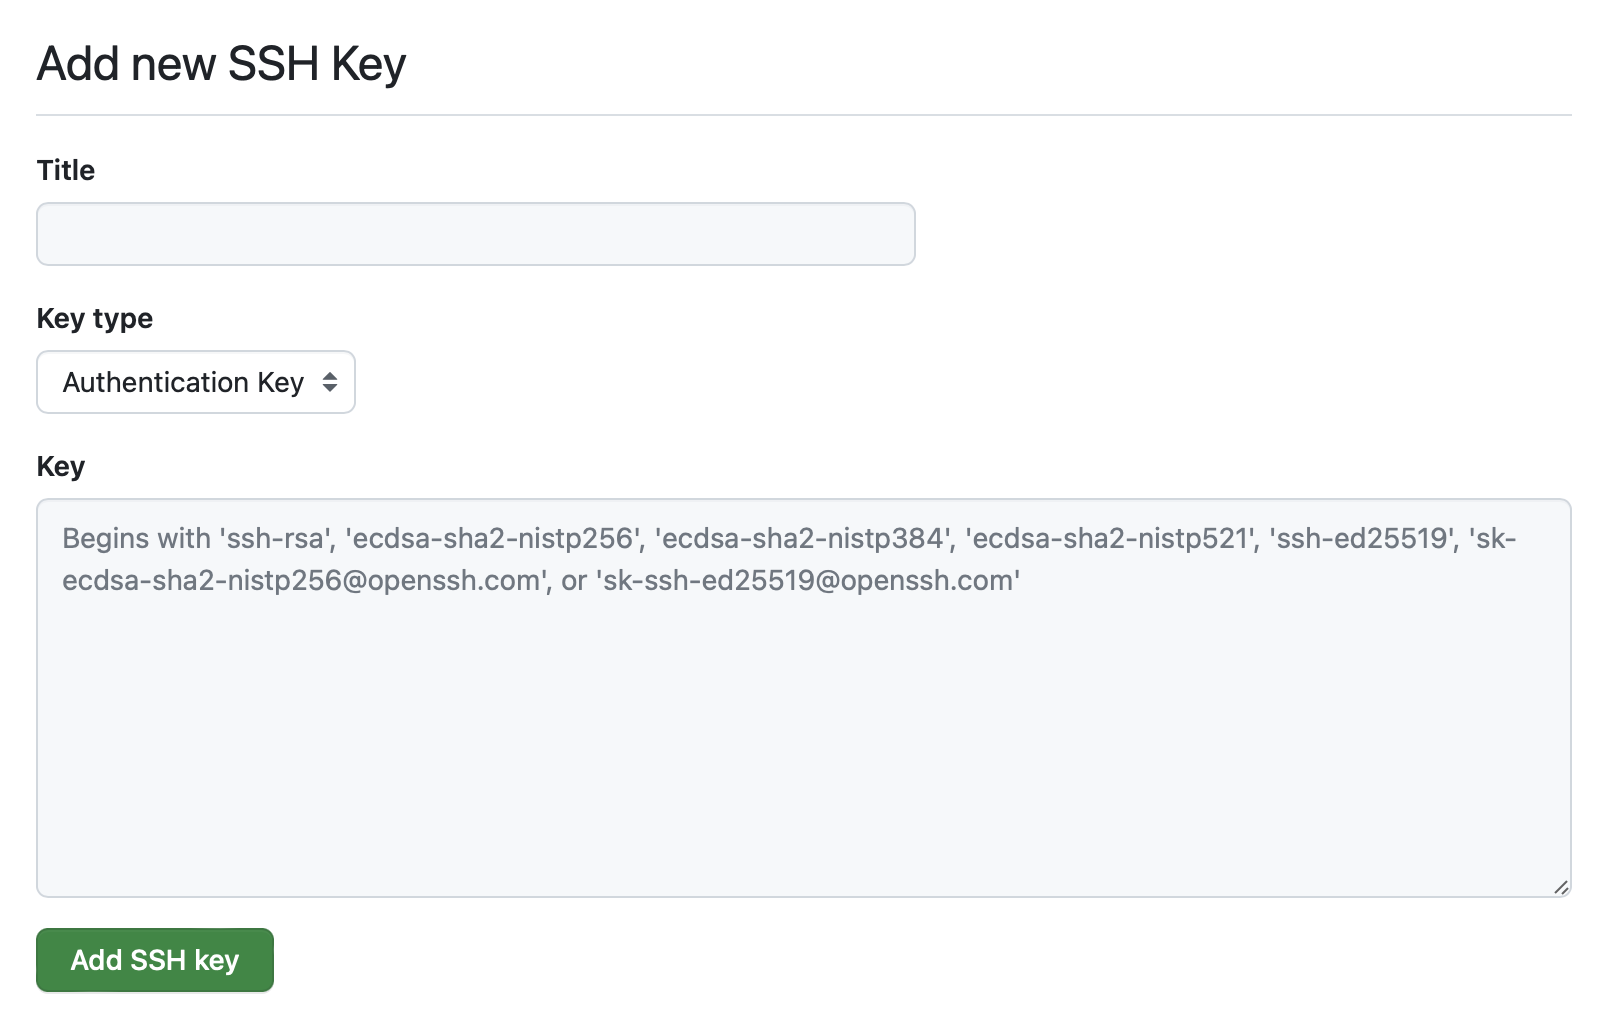 Add new SSH Key
Title
Key type
Authentication Key
Key
Begins with 'ssh-rsa', 'ecdsa-sha2-nistp256', 'ecdsa-sha2-nistp384', 'ecdsa-sha2-nistp521', 'ssh-ed25519', 'sk-
ecdsa-sha2-nistp256@openssh.com', or 'sk-ssh-ed25519@openssh.com'
Add SSH key